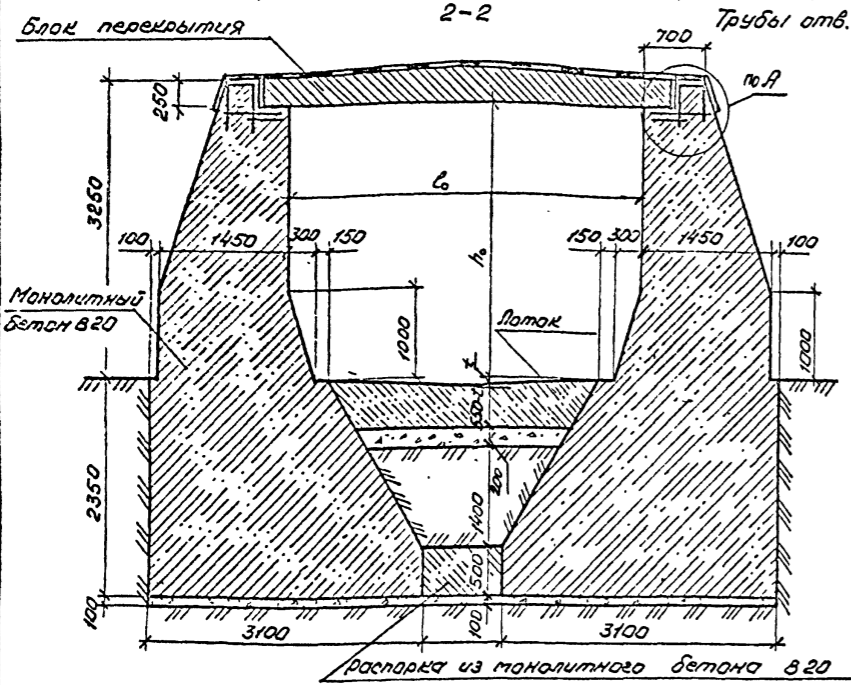 2-2
Трубы отв.
Блок перекрытия
700
по А
250
3260
l₀
h₀
100 1450 300 150
150 300 1450 100
Монолитный
бетон В20
1000
Лоток
1000
550
200
2350
1400
500
100
100
3100
3100
распорка из монолитного бетона В20